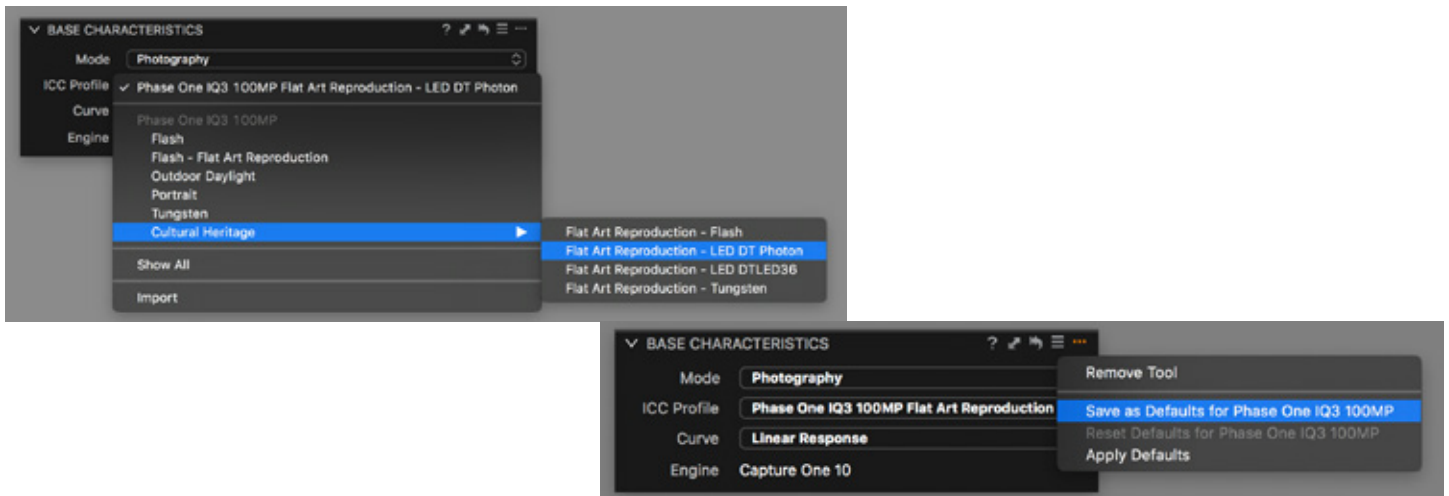 BASE CHARACTERISTICS ?
Mode Photography
ICC Profile ✓ Phase One IQ3 100MP Flat Art Reproduction - LED DT Photon
Curve
Phase One IQ3 100MP
Engine
Flash
Flash - Flat Art Reproduction
Outdoor Daylight
Portrait
Tungsten
Cultural Heritage
Flat Art Reproduction - Flash
Flat Art Reproduction - LED DT Photon
Flat Art Reproduction - LED DTLED36
Flat Art Reproduction - Tungsten
Show All
Import
BASE CHARACTERISTICS ?
Mode Photography
ICC Profile Phase One IQ3 100MP Flat Art Reproduction
Curve Linear Response
Engine Capture One 10
Remove Tool
Save as Defaults for Phase One IQ3 100MP
Reset Defaults for Phase One IQ3 100MP
Apply Defaults